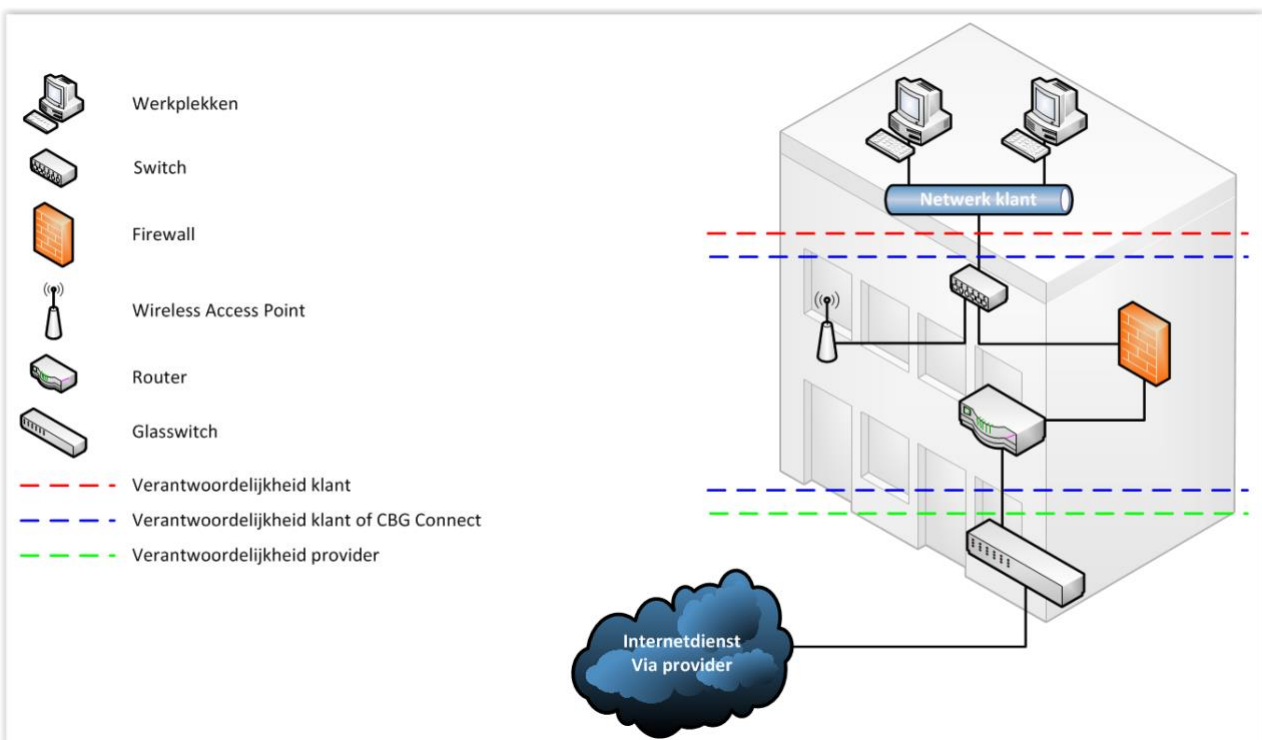 Werkplekken
Switch
Firewall
Wireless Access Point
Router
Glasswitch
Verantwoordelijkheid klant
Verantwoordelijkheid klant of CBG Connect
Verantwoordelijkheid provider
Netwerk klant
Internetdienst
Via provider